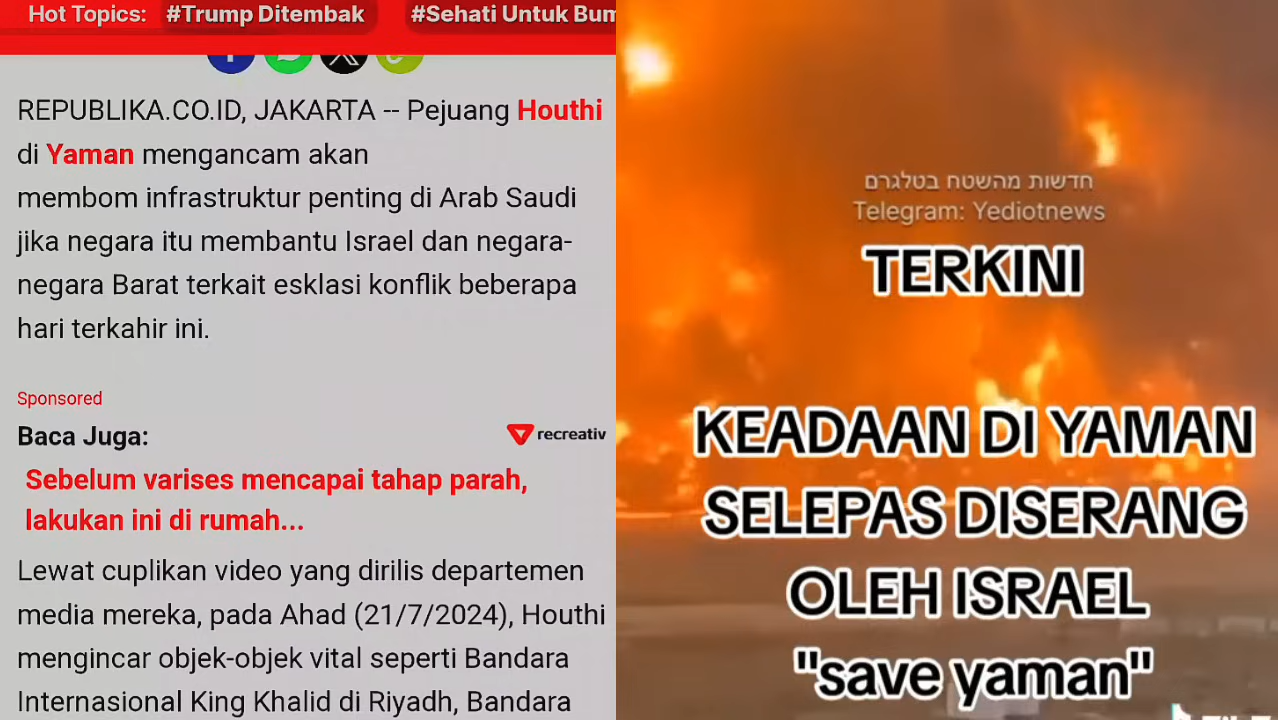 Hot Topics: #Trump Ditembak #Sehati Untuk Bum
REPUBLIKA.CO.ID, JAKARTA -- Pejuang Houthi
di Yaman mengancam akan
membom infrastruktur penting di Arab Saudi
jika negara itu membantu Israel dan negara-
negara Barat terkait esklasi konflik beberapa
hari terkahir ini.
Sponsored
Baca Juga:
recreativ
Sebelum varises mencapai tahap parah,
lakukan ini di rumah...
Lewat cuplikan video yang dirilis departemen
media mereka, pada Ahad (21/7/2024), Houthi
mengincar objek-objek vital seperti Bandara
Internasional King Khalid di Riyadh, Bandara
חדשות מהשטח בטלגרם
Telegram: Yediotnews
TERKINI
KEADAAN DI YAMAN
SELEPAS DISERANG
OLEH ISRAEL
"save yaman"